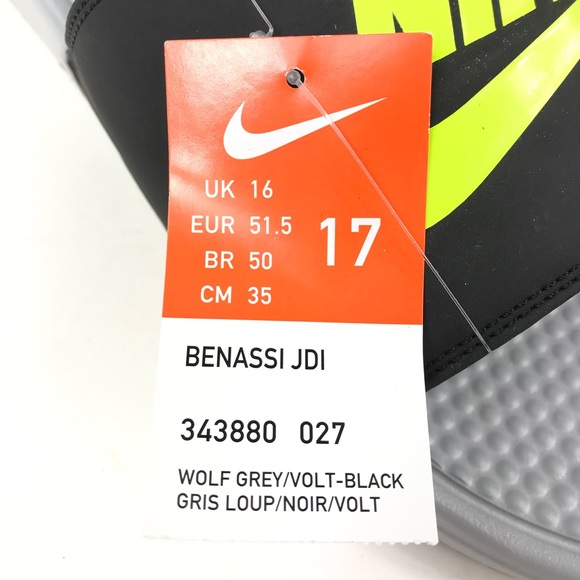 NIKE
UK 16
EUR 51.5
BR 50
CM 35
17
BENASSI JDI
343880 027
WOLF GREY/VOLT-BLACK
GRIS LOUP/NOIR/VOLT